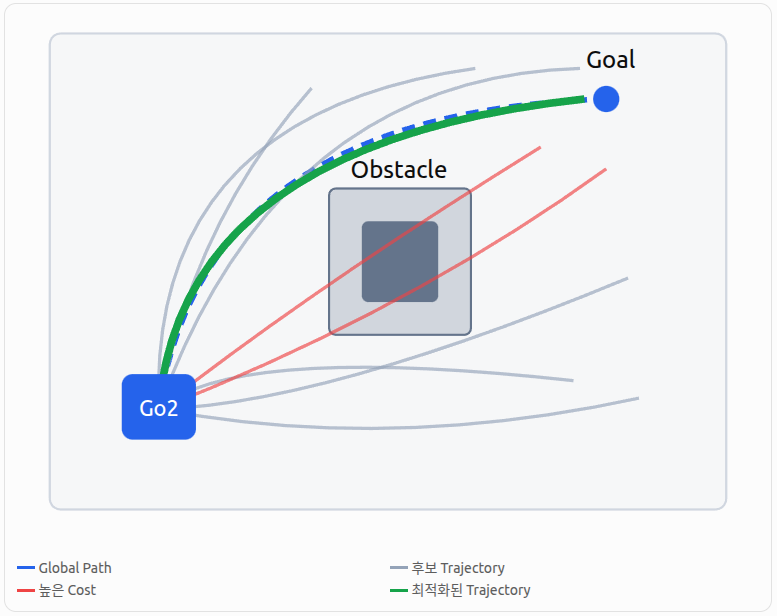 Goal
Obstacle
Go2
Global Path
후보 Trajectory
높은 Cost
최적화된 Trajectory